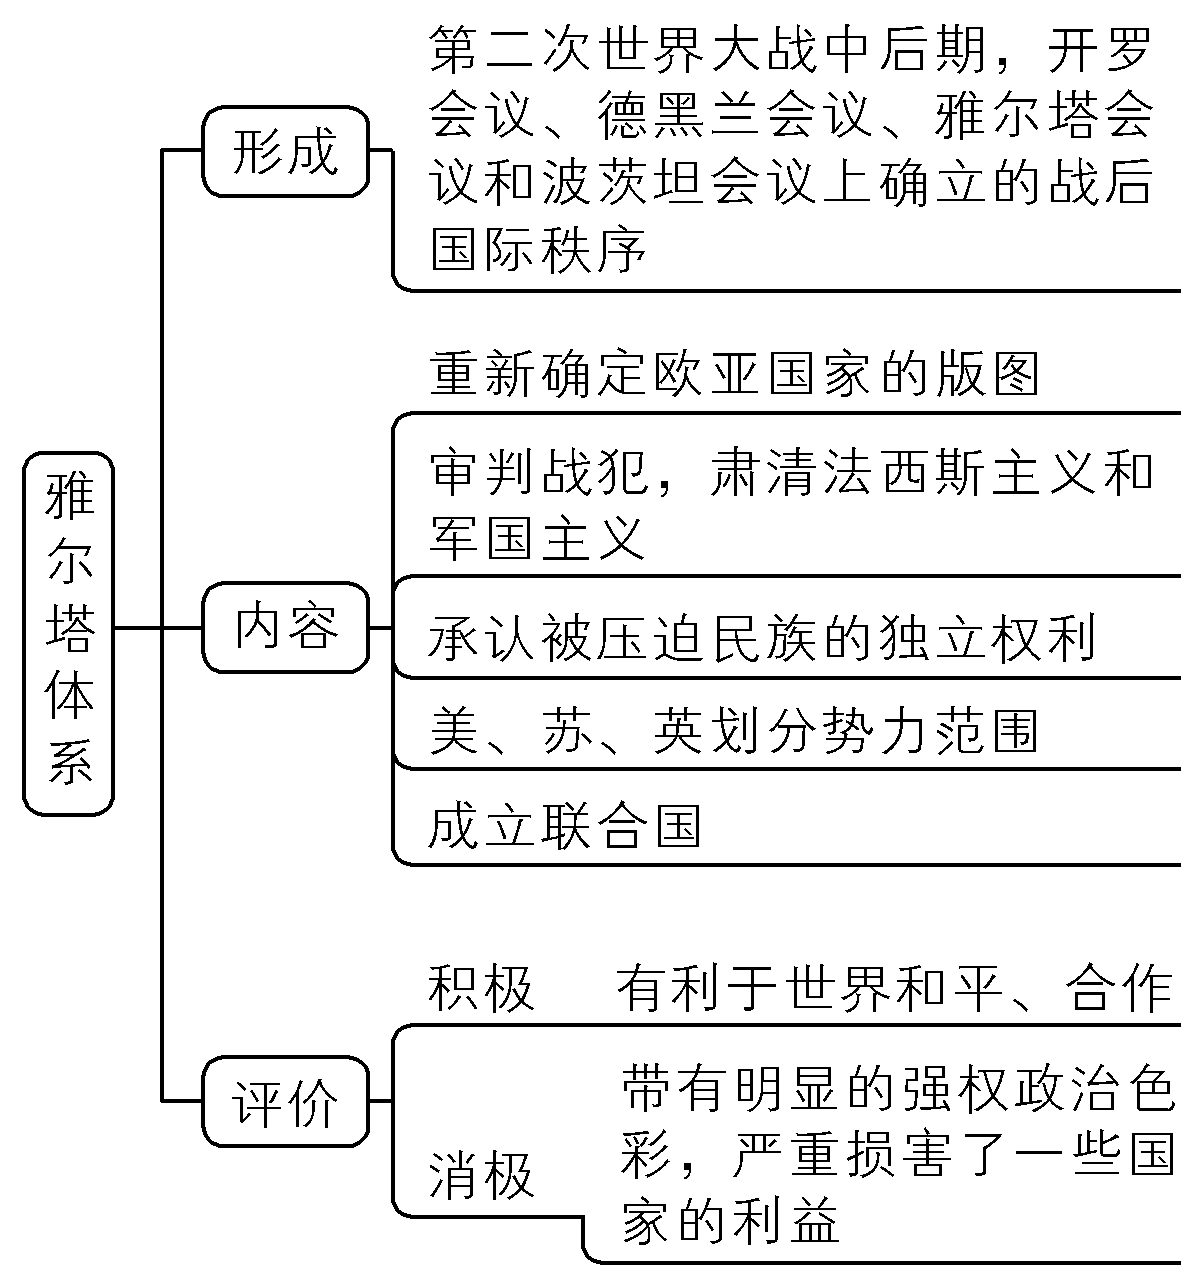 雅尔塔体系
形成
第二次世界大战中后期，开罗
会议、德黑兰会议、雅尔塔会
议和波茨坦会议上确立的战后
国际秩序
内容
重新确定欧亚国家的版图
审判战犯，肃清法西斯主义和
军国主义
承认被压迫民族的独立权利
美、苏、英划分势力范围
成立联合国
评价
积极 有利于世界和平、合作
消极
带有明显的强权政治色
彩，严重损害了一些国
家的利益